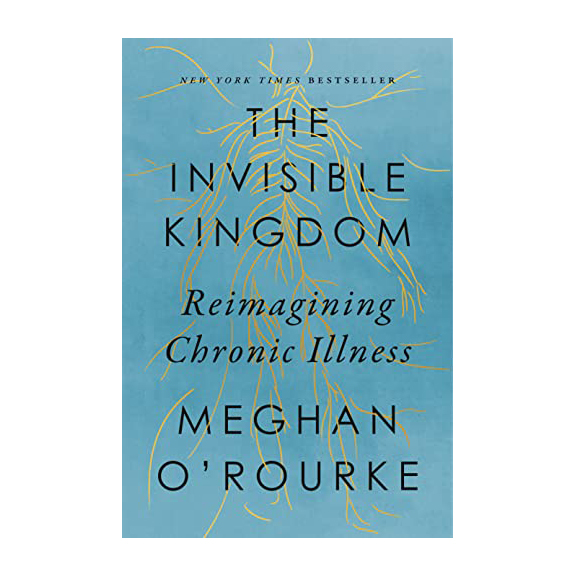 NEW YORK TIMES BESTSELLER
THE
INVISIBLE
KINGDOM
Reimagining
Chronic Illness
MEGHAN
O'ROURKE